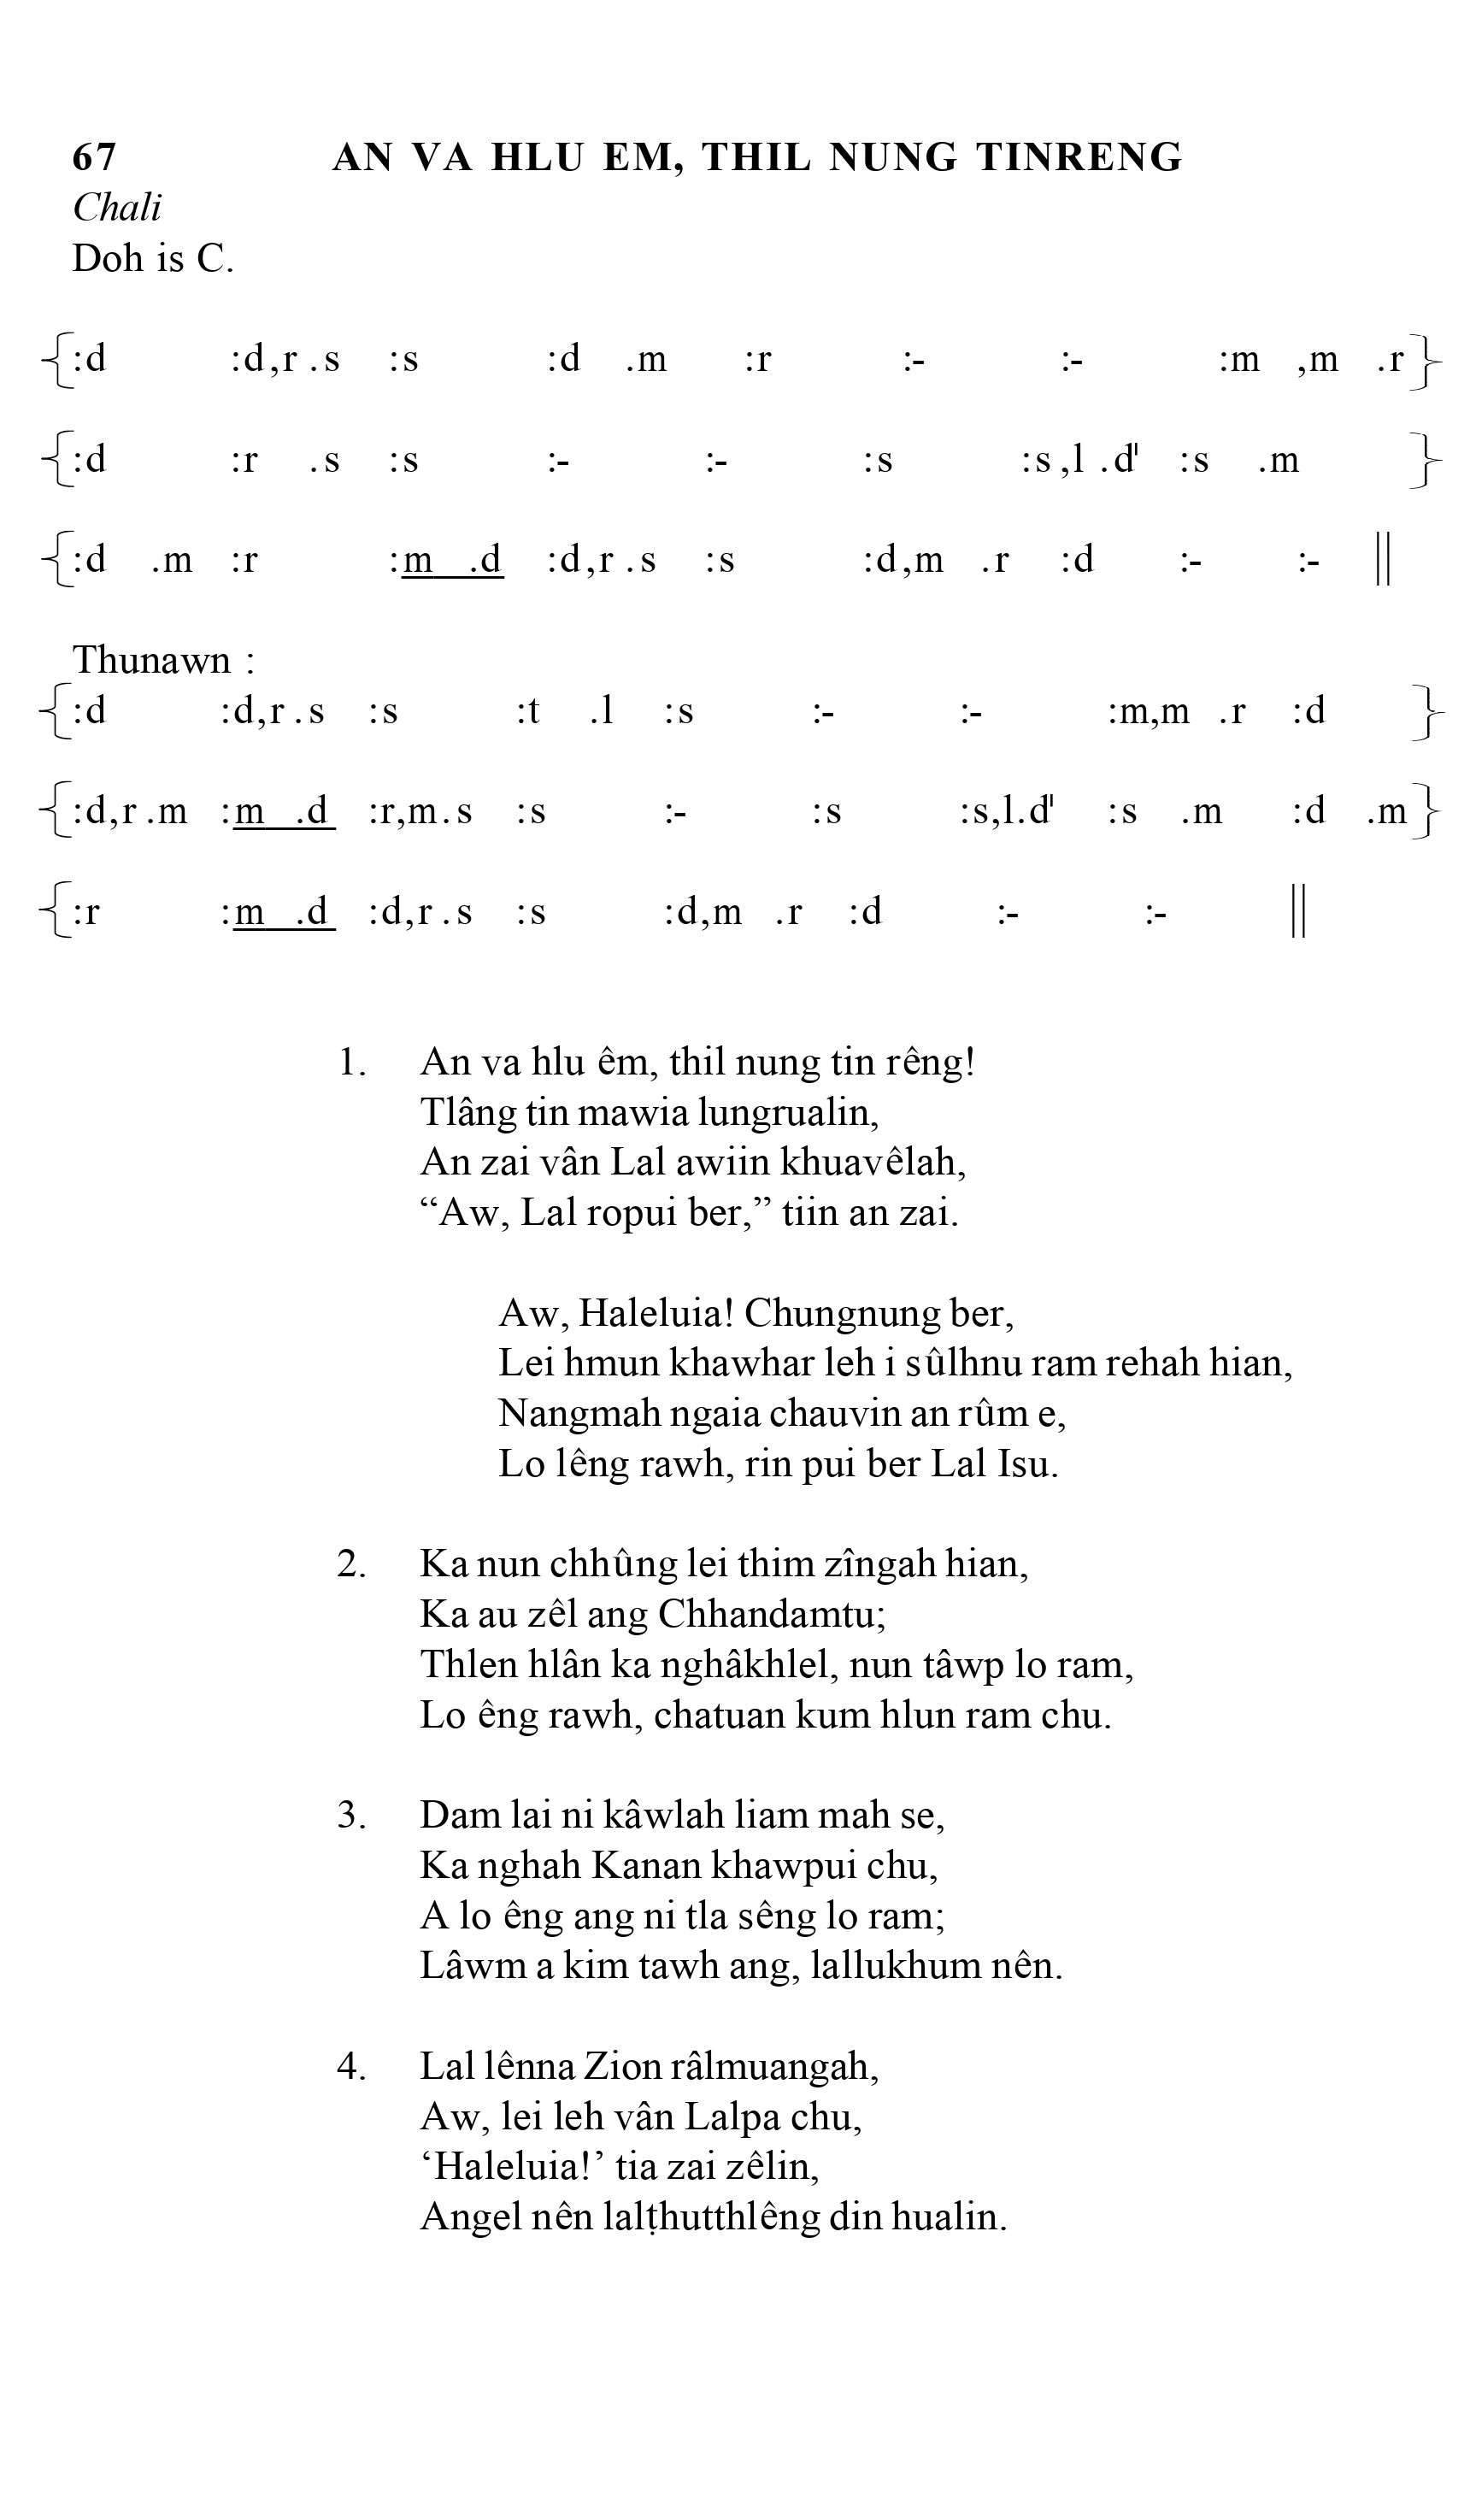 67 AN VA HLU EM, THIL NUNG TINRENG
Chali
Doh is C.
{:d :d,r .s :s :d .m :r :- :- :m ,m .r}
{:d :r .s :s :- :- :s :s ,l .d' :s .m }
{:d .m :r :m .d :d,r .s :s :d,m .r :d :- :- ||
Thunawn :
{:d :d,r .s :s :t .l :s :- :- :m,m .r :d }
{:d,r .m :m .d :r,m.s :s :- :s :s,l.d' :s .m :d .m}
{:r :m .d :d,r .s :s :d,m .r :d :- :- ||
1. An va hlu êm, thil nung tin rêng!
Tlâng tin mawia lungrualin,
An zai vân Lal awiin khuavêlah,
“Aw, Lal ropui ber,” tiin an zai.
Aw, Haleluia! Chungnung ber,
Lei hmun khawhar leh i sûlhnu ram rehah hian,
Nangmah ngaia chauvin an rûm e,
Lo lêng rawh, rin pui ber Lal Isu.
2. Ka nun chhûng lei thim zîngah hian,
Ka au zêl ang Chhandamtu;
Thlen hlân ka nghâkhlel, nun tâwp lo ram,
Lo êng rawh, chatuan kum hlun ram chu.
3. Dam lai ni kâwlah liam mah se,
Ka nghah Kanan khawpui chu,
A lo êng ang ni tla sêng lo ram;
Lâwm a kim tawh ang, lallukhum nên.
4. Lal lênna Zion râlmuangah,
Aw, lei leh vân Lalpa chu,
‘Haleluia!’ tia zai zêlin,
Angel nên lalṭhutthlêng din hualin.